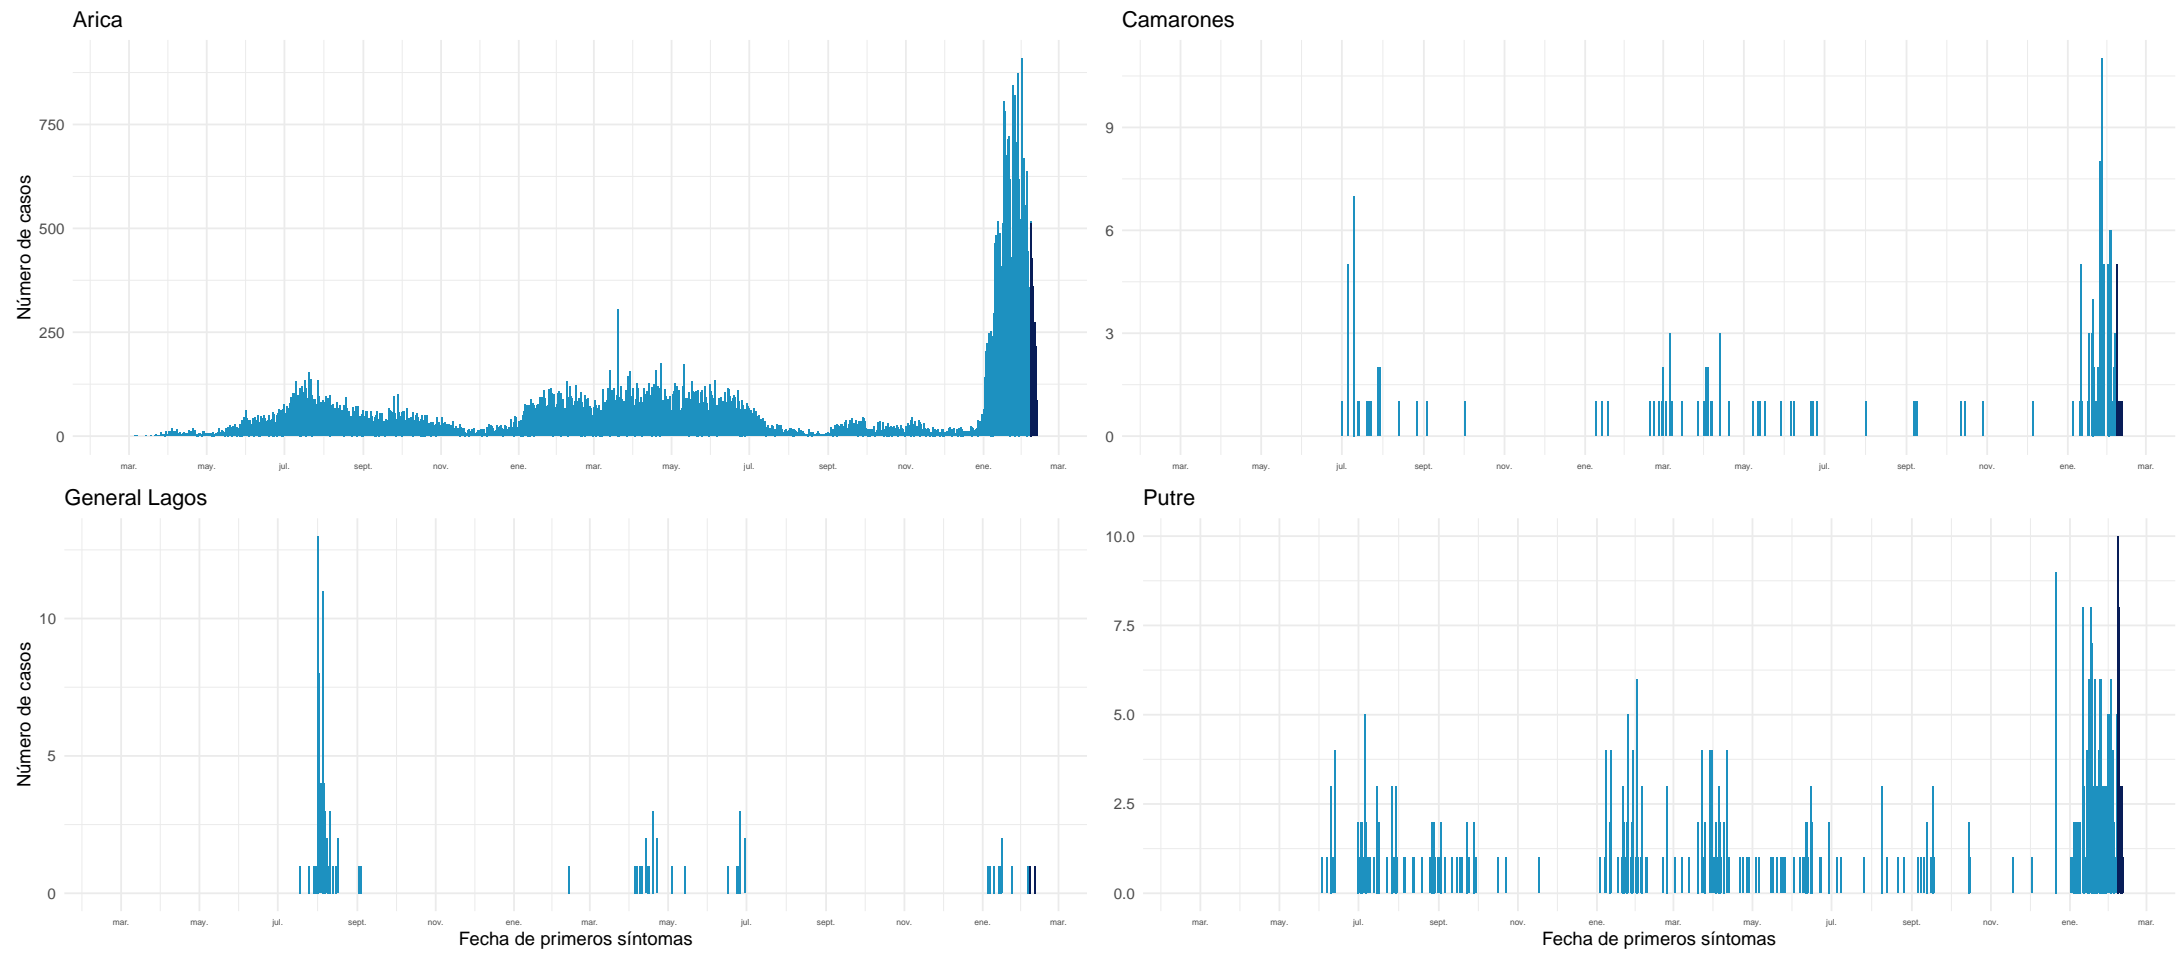 Arica
Número de casos
750
500
250
0
mar. may. jul. sept. nov. ene. mar. may. jul. sept. nov. ene. mar.
Camarones
9
6
3
0
mar. may. jul. sept. nov. ene. mar. may. jul. sept. nov. ene. mar.
General Lagos
Número de casos
10
5
0
mar. may. jul. sept. nov. ene. mar. may. jul. sept. nov. ene. mar.
Fecha de primeros síntomas
Putre
10.0
7.5
5.0
2.5
0.0
mar. may. jul. sept. nov. ene. mar. may. jul. sept. nov. ene. mar.
Fecha de primeros síntomas